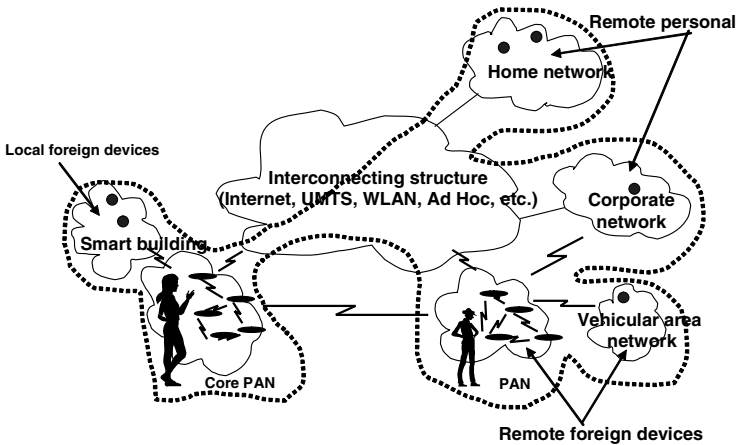 Remote personal
Home network
Local foreign devices
Interconnecting structure
(Internet, UMTS, WLAN, Ad Hoc, etc.)
Corporate
network
Smart building
Vehicular area
network
Core PAN
PAN
Remote foreign devices